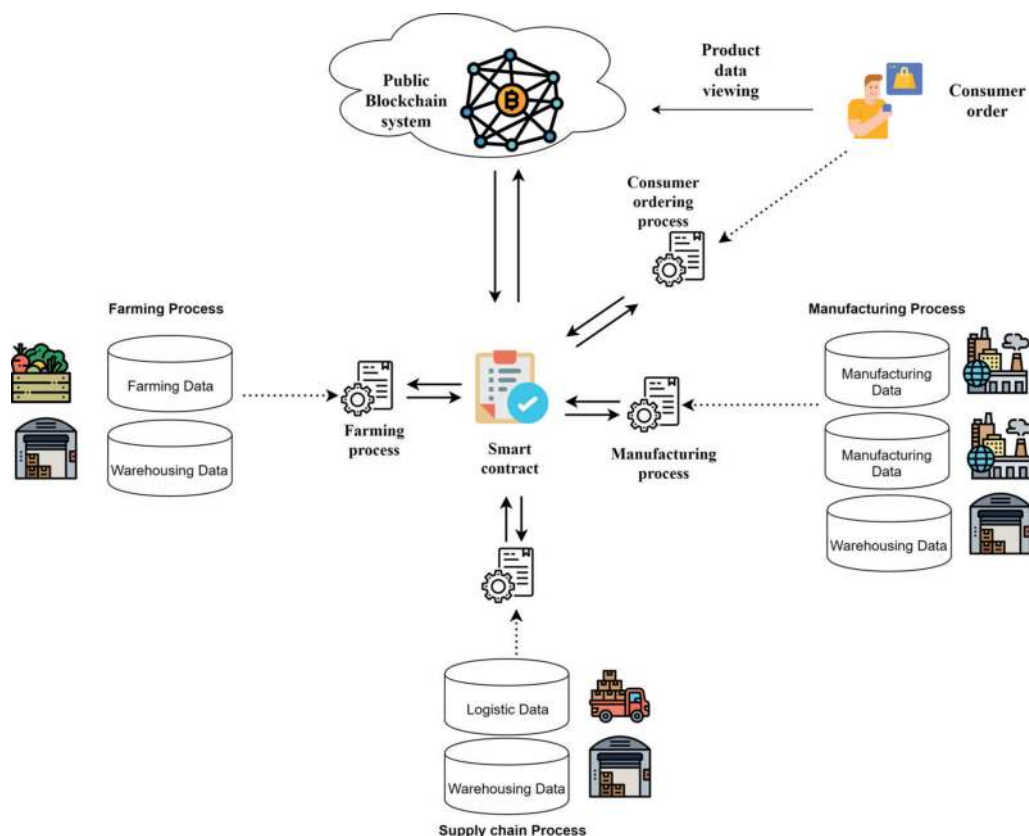 Public
Blockchain
system
Product
data
viewing
Consumer
order
Consumer
ordering
process
Farming Process
Farming Data
Warehousing Data
Farming
process
Smart
contract
Manufacturing
process
Manufacturing Process
Manufacturing
Data
Manufacturing
Data
Warehousing Data
Logistic Data
Warehousing Data
Supply chain Process